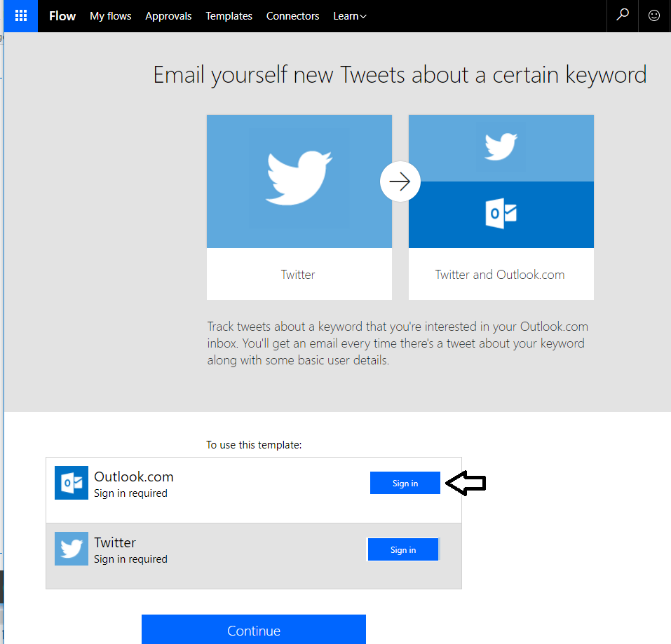 Flow My flows Approvals Templates Connectors Learn
Email yourself new Tweets about a certain keyword
Twitter
Twitter and Outlook.com
Track tweets about a keyword that you're interested in your Outlook.com
inbox. You'll get an email every time there's a tweet about your keyword
along with some basic user details.
To use this template:
Outlook.com
Sign in required
Sign in
Twitter
Sign in required
Sign in
Continue